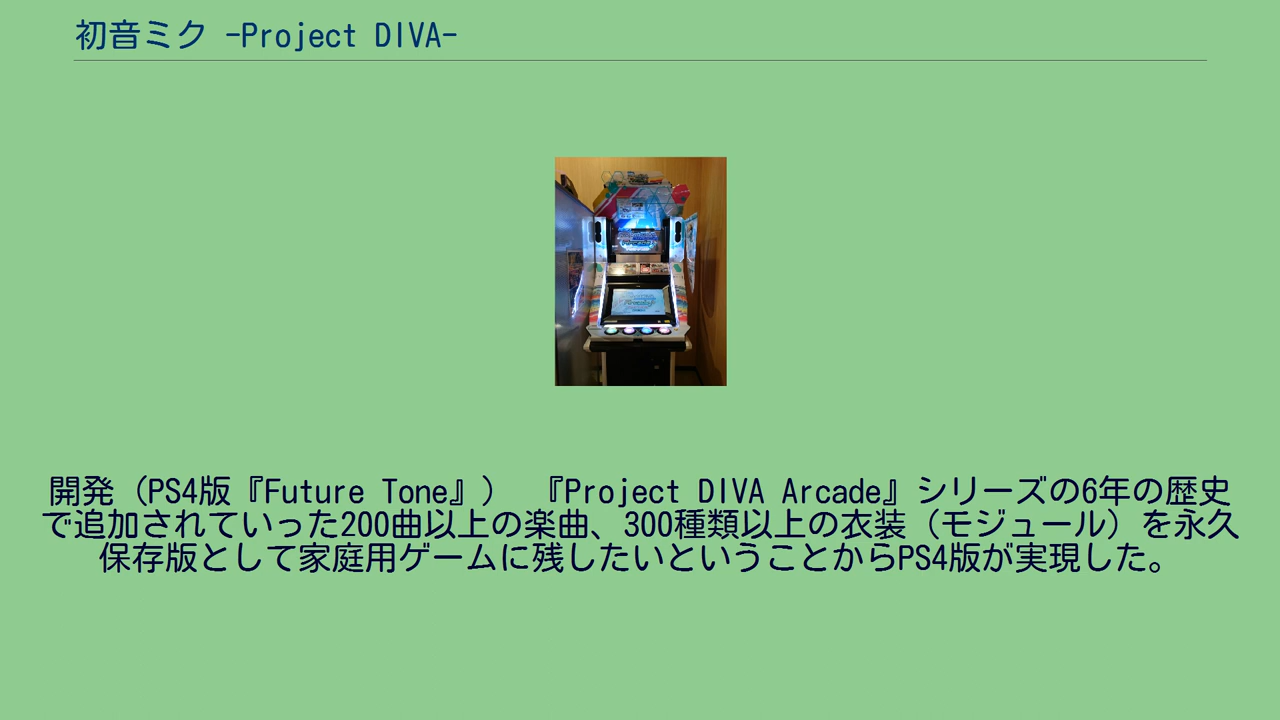 初音ミク -Project DIVA-
開発（PS4版『Future Tone』） 『Project DIVA Arcade』シリーズの6年の歴史
で追加されていった200曲以上の楽曲、300種類以上の衣装（モジュール）を永久
保存版として家庭用ゲームに残したいということからPS4版が実現した。